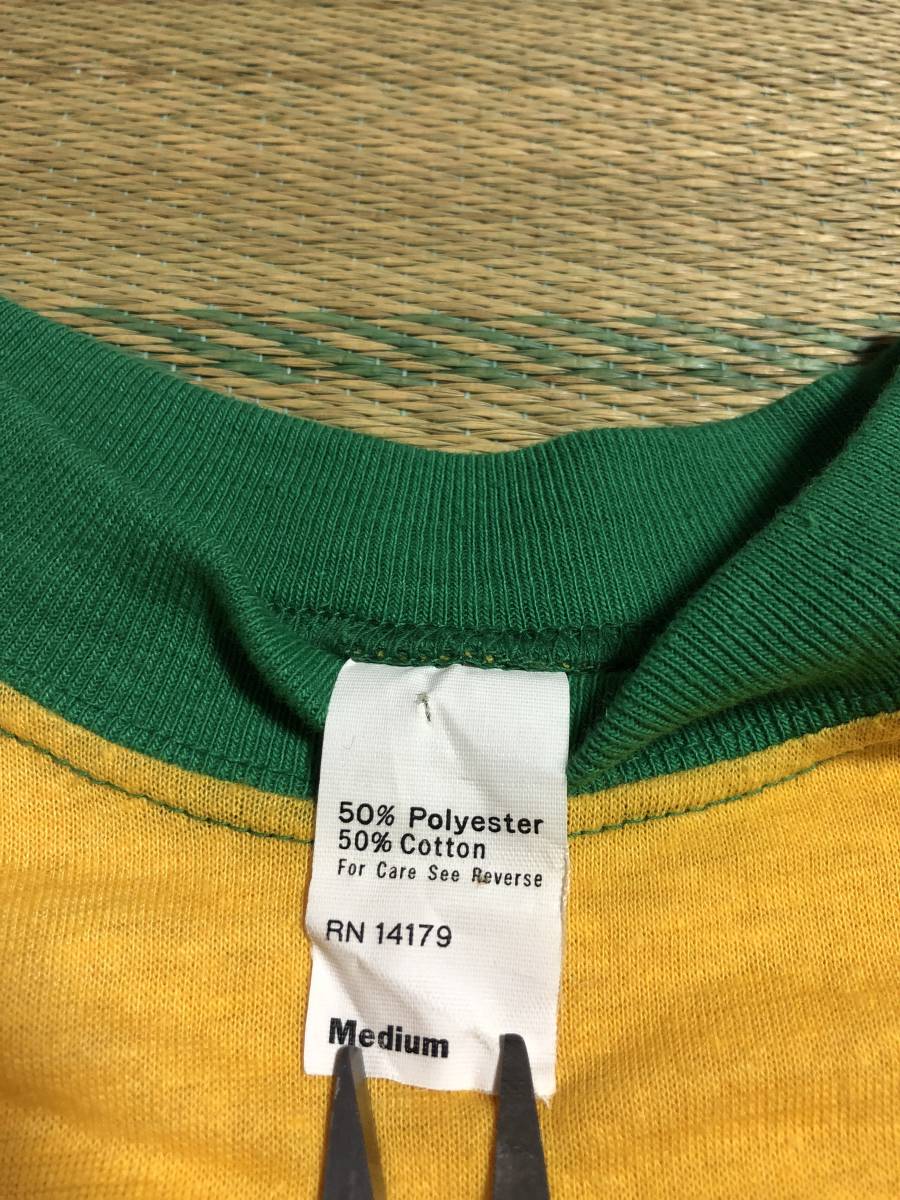 50% Polyester
50% Cotton
For Care See Reverse
RN 14179
Medium